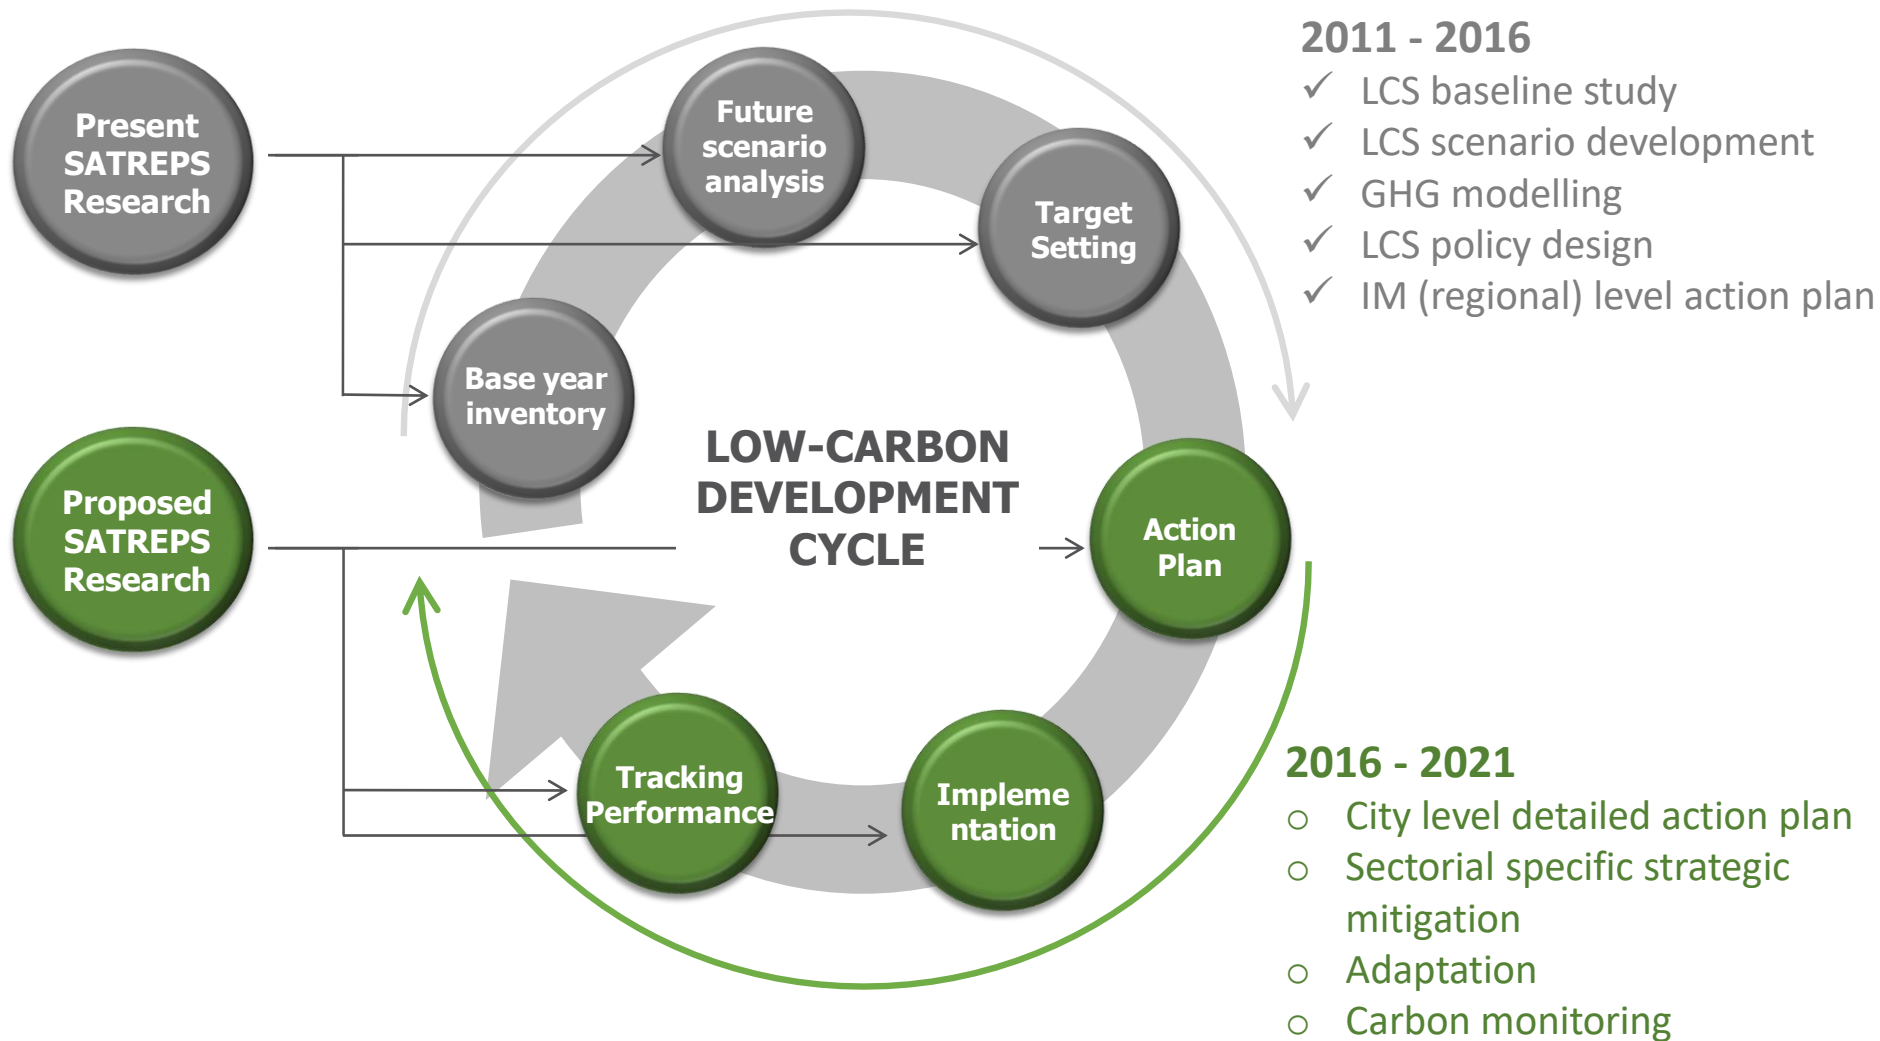 Present
SATREPS
Research
Future
scenario
analysis
Target
Setting
Base year
inventory
LOW-CARBON
DEVELOPMENT
CYCLE
Proposed
SATREPS
Research
Action
Plan
Tracking
Performance
Impleme
ntation
2011 - 2016
✓ LCS baseline study
✓ LCS scenario development
✓ GHG modelling
✓ LCS policy design
✓ IM (regional) level action plan
2016 - 2021
o City level detailed action plan
o Sectorial specific strategic
mitigation
o Adaptation
o Carbon monitoring